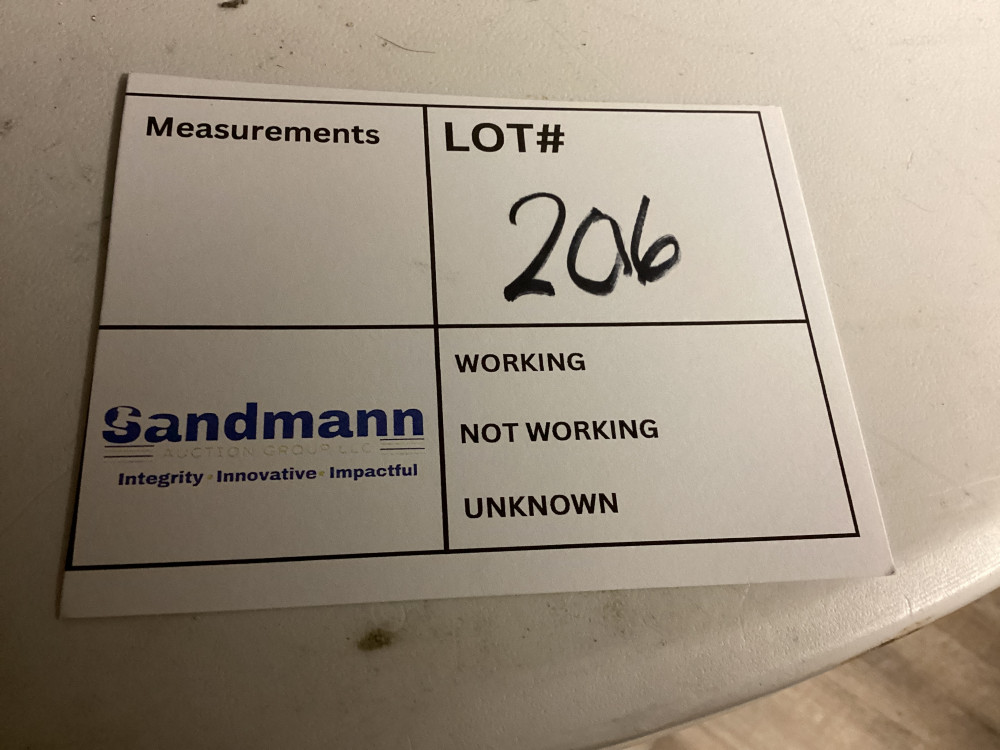 Measurements
LOT#
206
Sandmann
AUCTION GROUP LLC
Integrity · Innovative · Impactful
WORKING
NOT WORKING
UNKNOWN